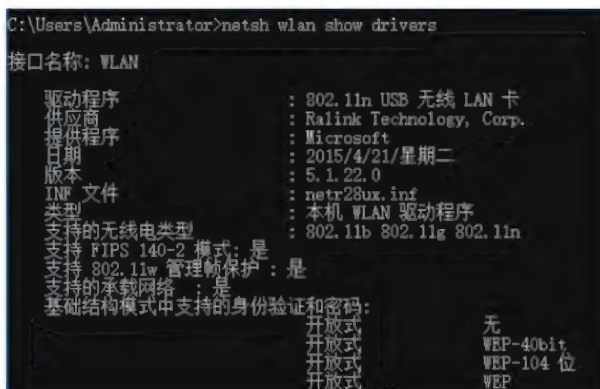 C:\Users\Administrator>netsh wlan show drivers
接口名称: WLAN
驱动程序 : 802.11n USB 无线 LAN 卡
供应商 : Ralink Technology, Corp.
提供程序 : Microsoft
日期 : 2015/4/21/星期二
版本 : 5.1.22.0
INF 文件 : netr28ux.inf
类型 : 本机 WLAN 驱动程序
支持的无线电类型 : 802.11b 802.11g 802.11n
支持 FIPS 140-2 模式: 是
支持 802.11w 管理帧保护 : 是
支持的承载网络 : 是
基础结构模式中支持的身份验证和密码:
开放式 无
开放式 WEP-40bit
开放式 WEP-104 位
开放式 WEP